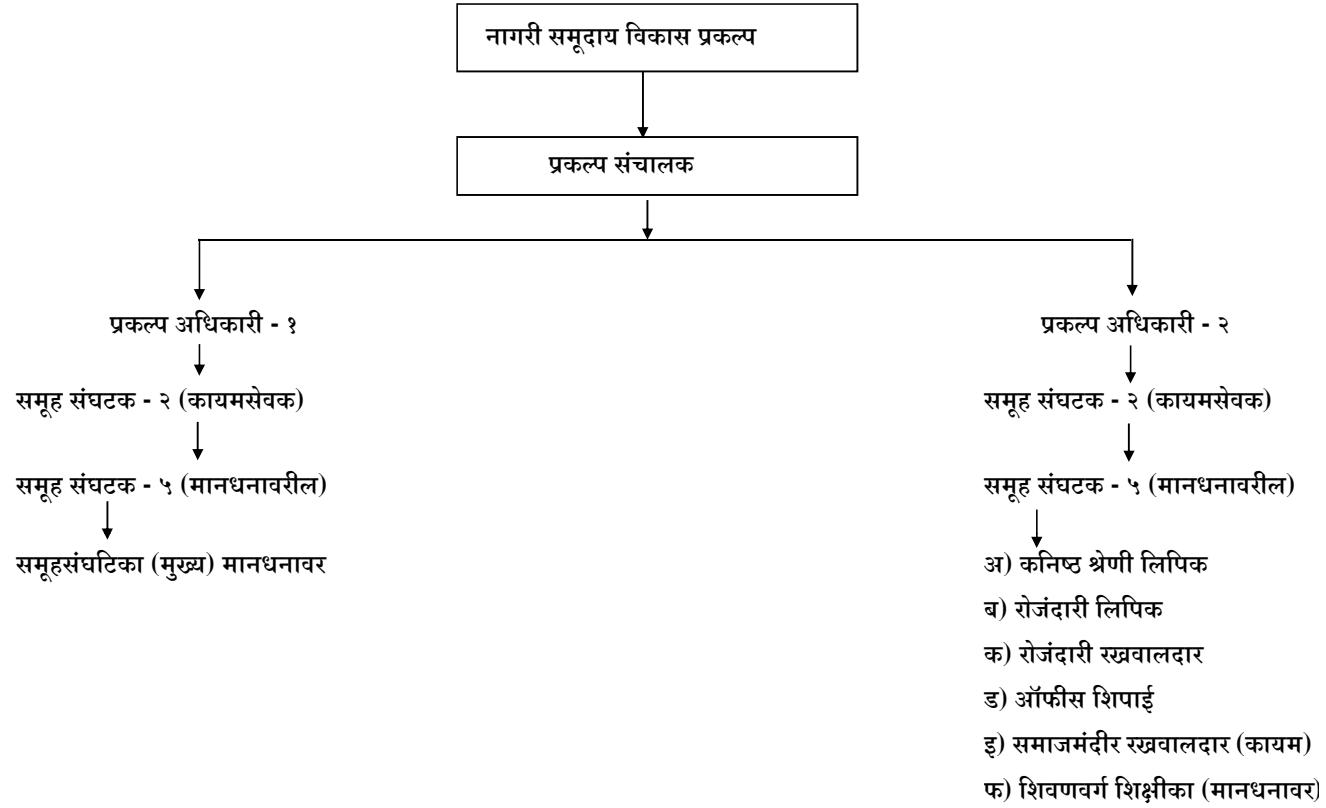 नागरी समूदाय विकास प्रकल्प
प्रकल्प संचालक
प्रकल्प अधिकारी - १
समूह संघटक - २ (कायमसेवक)
समूह संघटक - ५ (मानधनावरील)
समूहसंघटिका (मुख्य) मानधनावर
प्रकल्प अधिकारी - २
समूह संघटक - २ (कायमसेवक)
समूह संघटक - ५ (मानधनावरील)
अ) कनिष्ठ श्रेणी लिपिक
ब) रोजंदारी लिपिक
क) रोजंदारी रखवालदार
ड) ऑफीस शिपाई
इ) समाजमंदीर रखवालदार (कायम)
फ) शिवणवर्ग शिक्षीका (मानधनावर)